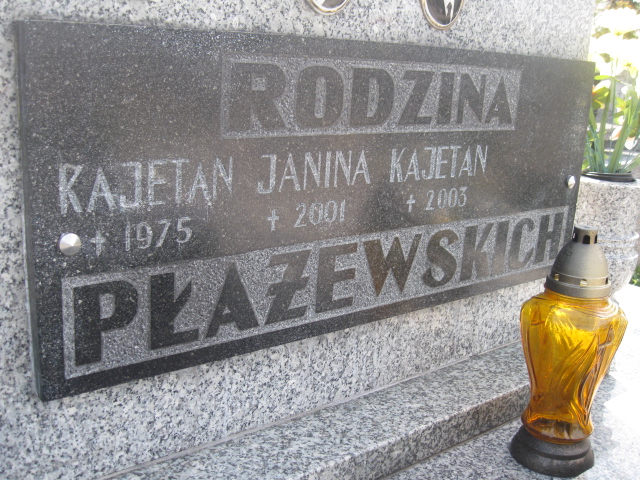 RODZINA
KAJETAN JANINA KAJETAN
+ 1975 + 2001 + 2003
PŁAŻEWSKICH